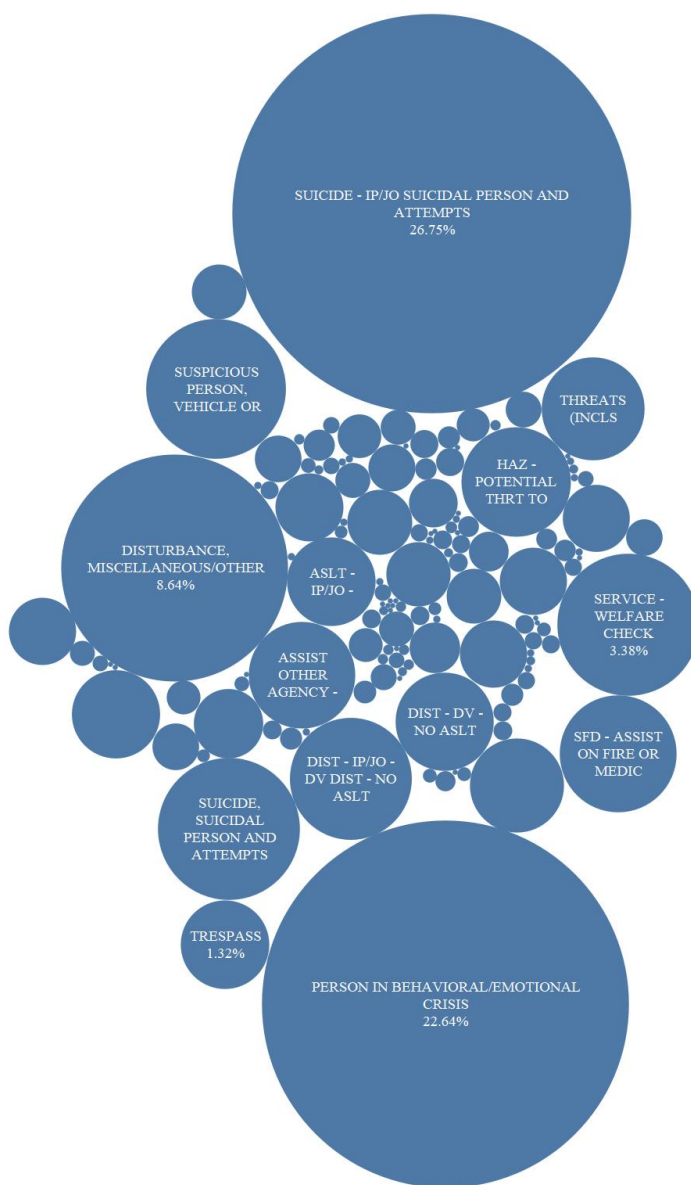 SUICIDE - IP/JO SUICIDAL PERSON AND
ATTEMPTS
26.75%
SUSPICIOUS
PERSON,
VEHICLE OR
THREATS
(INCLS
HAZ -
POTENTIAL
THRT TO
DISTURBANCE,
MISCELLANEOUS/OTHER
8.64%
ASLT -
IP/JO -
SERVICE -
WELFARE
CHECK
3.38%
ASSIST
OTHER
AGENCY -
DIST - DV -
NO ASLT
SFD - ASSIST
ON FIRE OR
MEDIC
DIST - IP/JO -
DV DIST - NO
ASLT
SUICIDE,
SUICIDAL
PERSON AND
ATTEMPTS
TRESPASS
1.32%
PERSON IN BEHAVIORAL/EMOTIONAL
CRISIS
22.64%